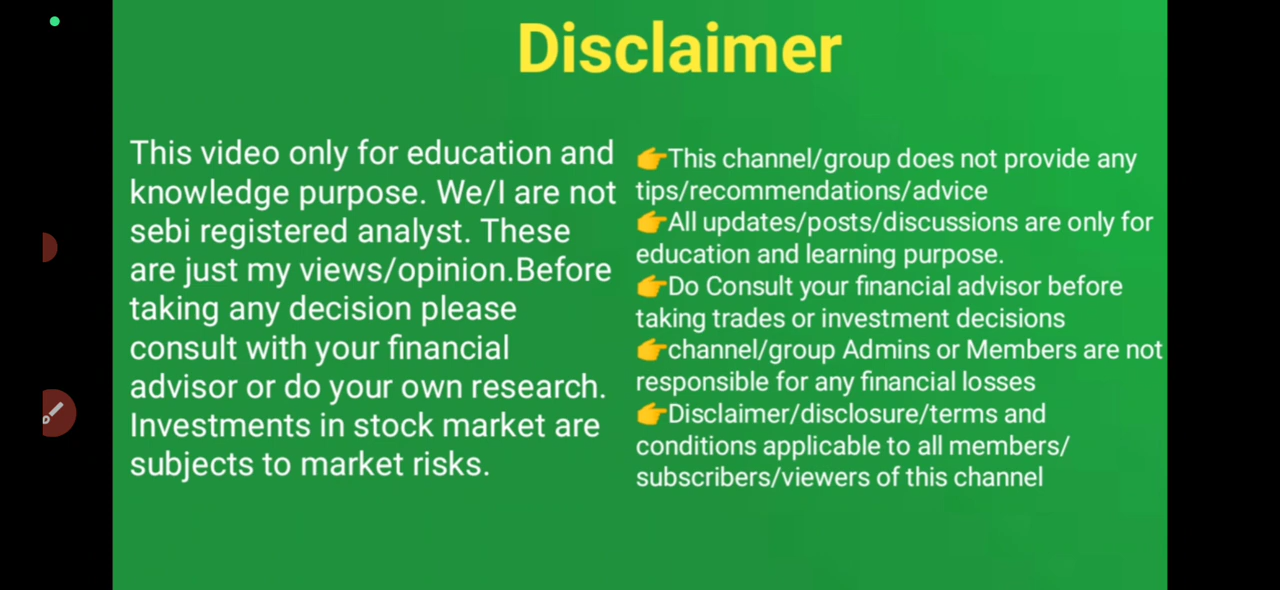 Disclaimer
This video only for education and
knowledge purpose. We/I are not
sebi registered analyst. These
are just my views/opinion.Before
taking any decision please
consult with your financial
advisor or do your own research.
Investments in stock market are
subjects to market risks.
👉This channel/group does not provide any
tips/recommendations/advice
👉All updates/posts/discussions are only for
education and learning purpose.
👉Do Consult your financial advisor before
taking trades or investment decisions
👉channel/group Admins or Members are not
responsible for any financial losses
👉Disclaimer/disclosure/terms and
conditions applicable to all members/
subscribers/viewers of this channel